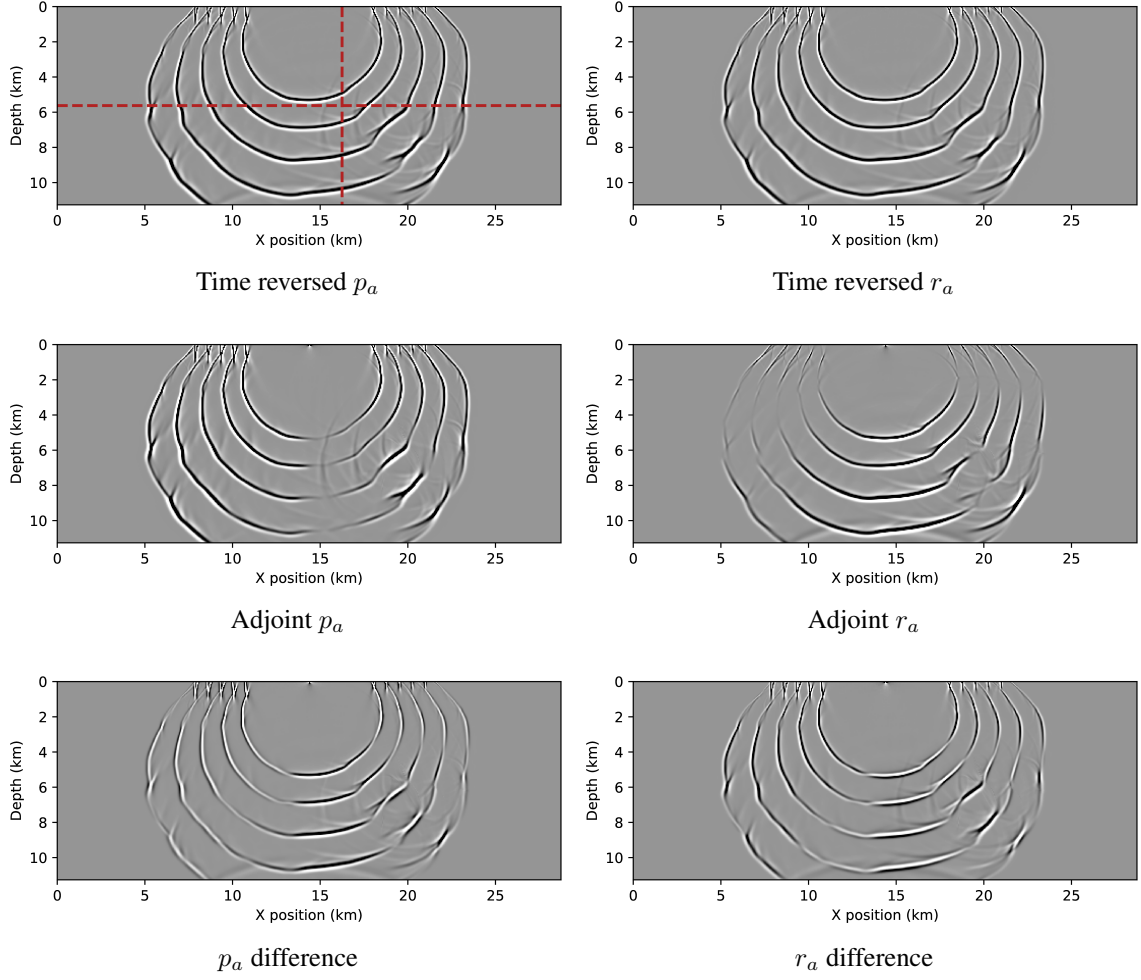 0
2
4
6
8
10
Depth (km)
0 5 10 15 20 25
X position (km)
Time reversed p_a
0
2
4
6
8
10
Depth (km)
0 5 10 15 20 25
X position (km)
Time reversed r_a
0
2
4
6
8
10
Depth (km)
0 5 10 15 20 25
X position (km)
Adjoint p_a
0
2
4
6
8
10
Depth (km)
0 5 10 15 20 25
X position (km)
Adjoint r_a
0
2
4
6
8
10
Depth (km)
0 5 10 15 20 25
X position (km)
p_a difference
0
2
4
6
8
10
Depth (km)
0 5 10 15 20 25
X position (km)
r_a difference